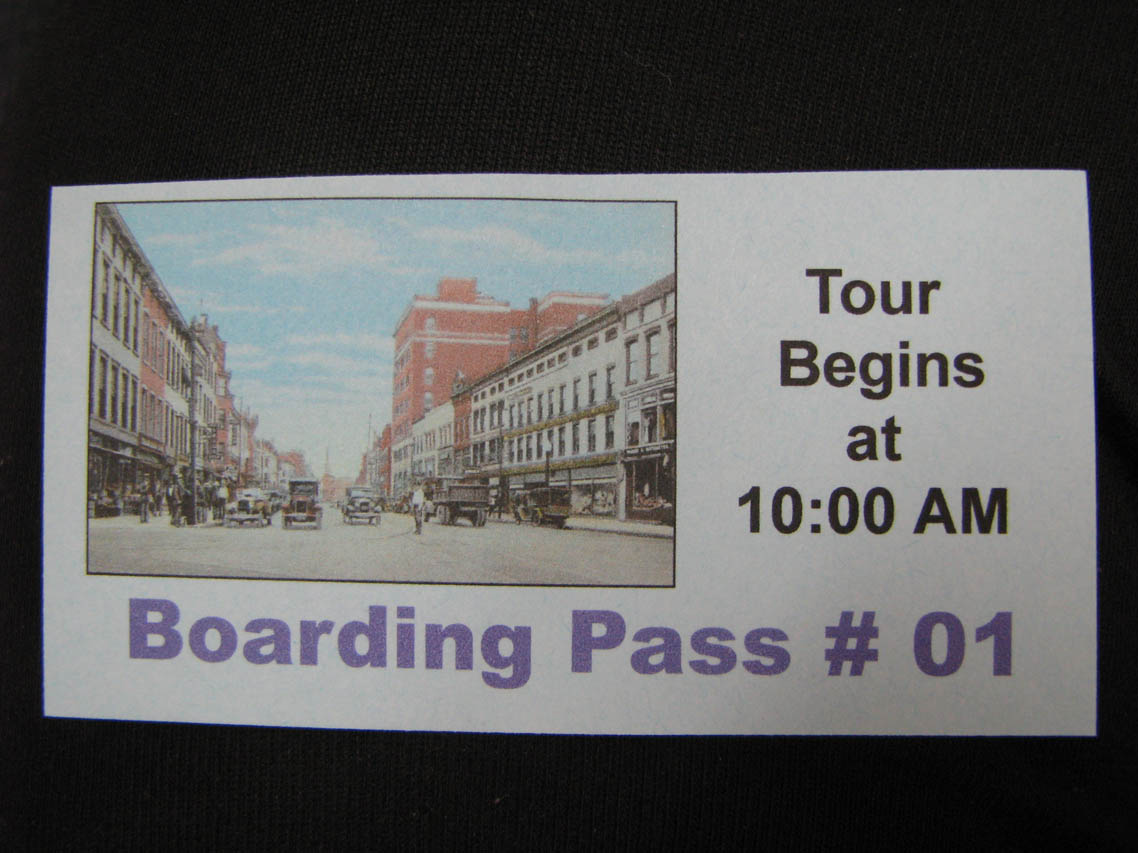 Tour
Begins
at
10:00 AM
Boarding Pass # 01